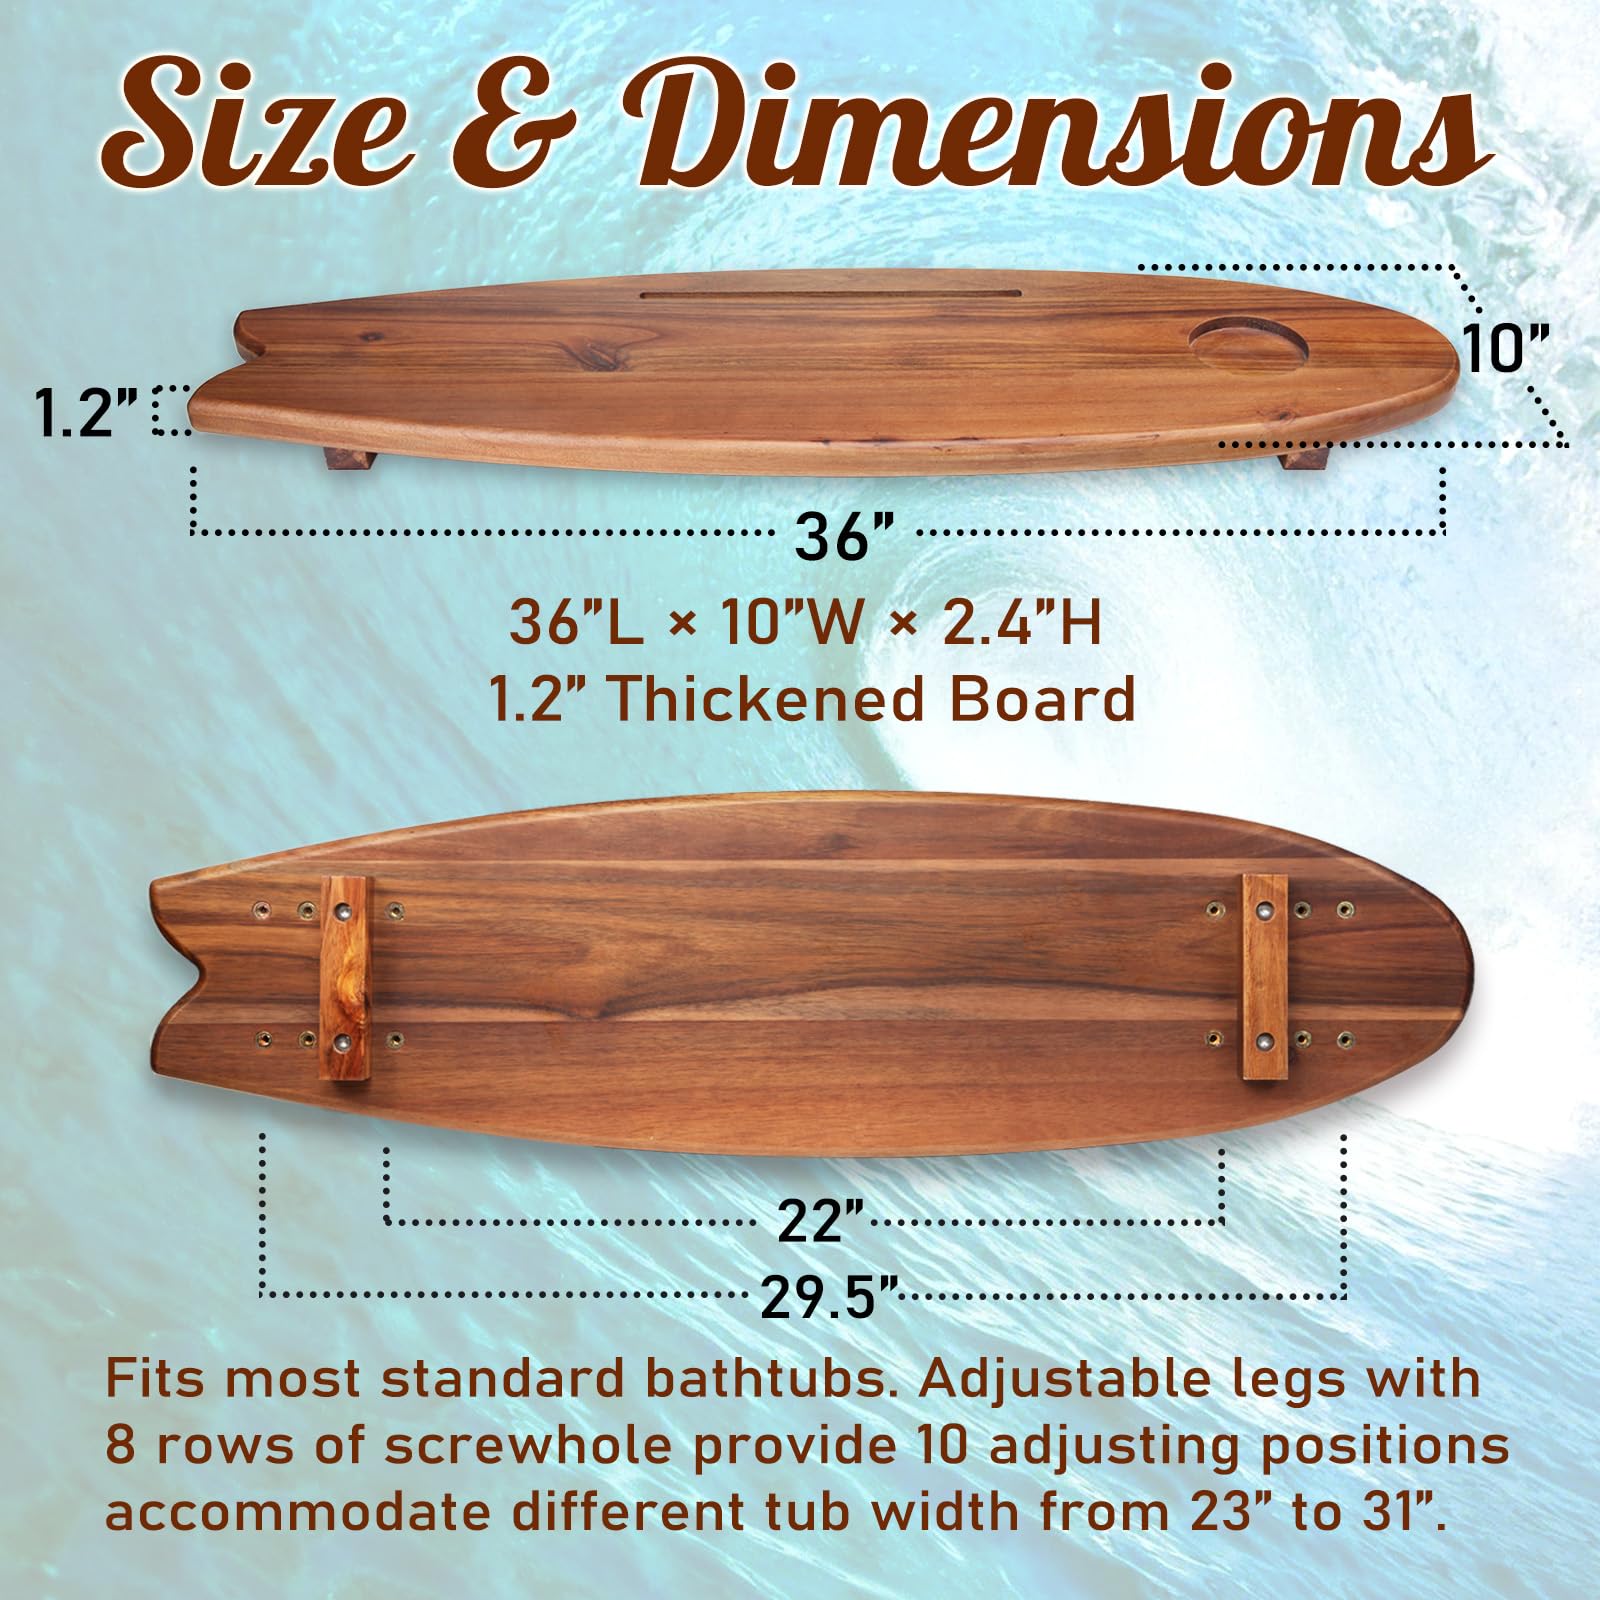 Size & Dimensions
10”
1.2”
36”
36”L × 10”W × 2.4”H
1.2” Thickened Board
22”
29.5”
Fits most standard bathtubs. Adjustable legs with
8 rows of screwhole provide 10 adjusting positions
accommodate different tub width from 23” to 31”.